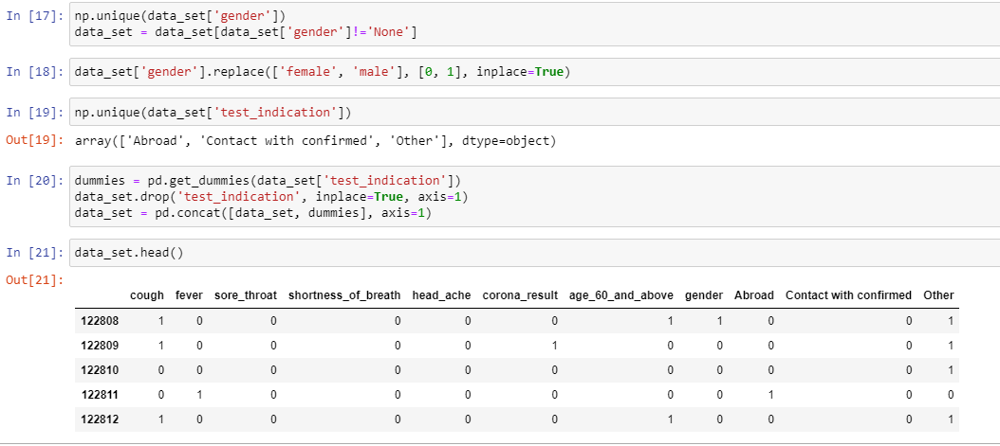 In [17]: np.unique(data_set['gender'])
data_set = data_set[data_set['gender']!='None']
In [18]: data_set['gender'].replace(['female', 'male'], [0, 1], inplace=True)
In [19]: np.unique(data_set['test_indication'])
Out[19]: array(['Abroad', 'Contact with confirmed', 'Other'], dtype=object)
In [20]: dummies = pd.get_dummies(data_set['test_indication'])
data_set.drop('test_indication', inplace=True, axis=1)
data_set = pd.concat([data_set, dummies], axis=1)
In [21]: data_set.head()
Out[21]:
cough fever sore_throat shortness_of_breath head_ache corona_result age_60_and_above gender Abroad Contact with confirmed Other
122808 1 0 0 0 0 0 1 1 0 0 1
122809 1 0 0 0 0 1 0 0 0 0 1
122810 0 0 0 0 0 0 0 0 0 0 1
122811 0 1 0 0 0 0 0 0 1 0 0
122812 1 0 0 0 0 0 1 0 0 0 1